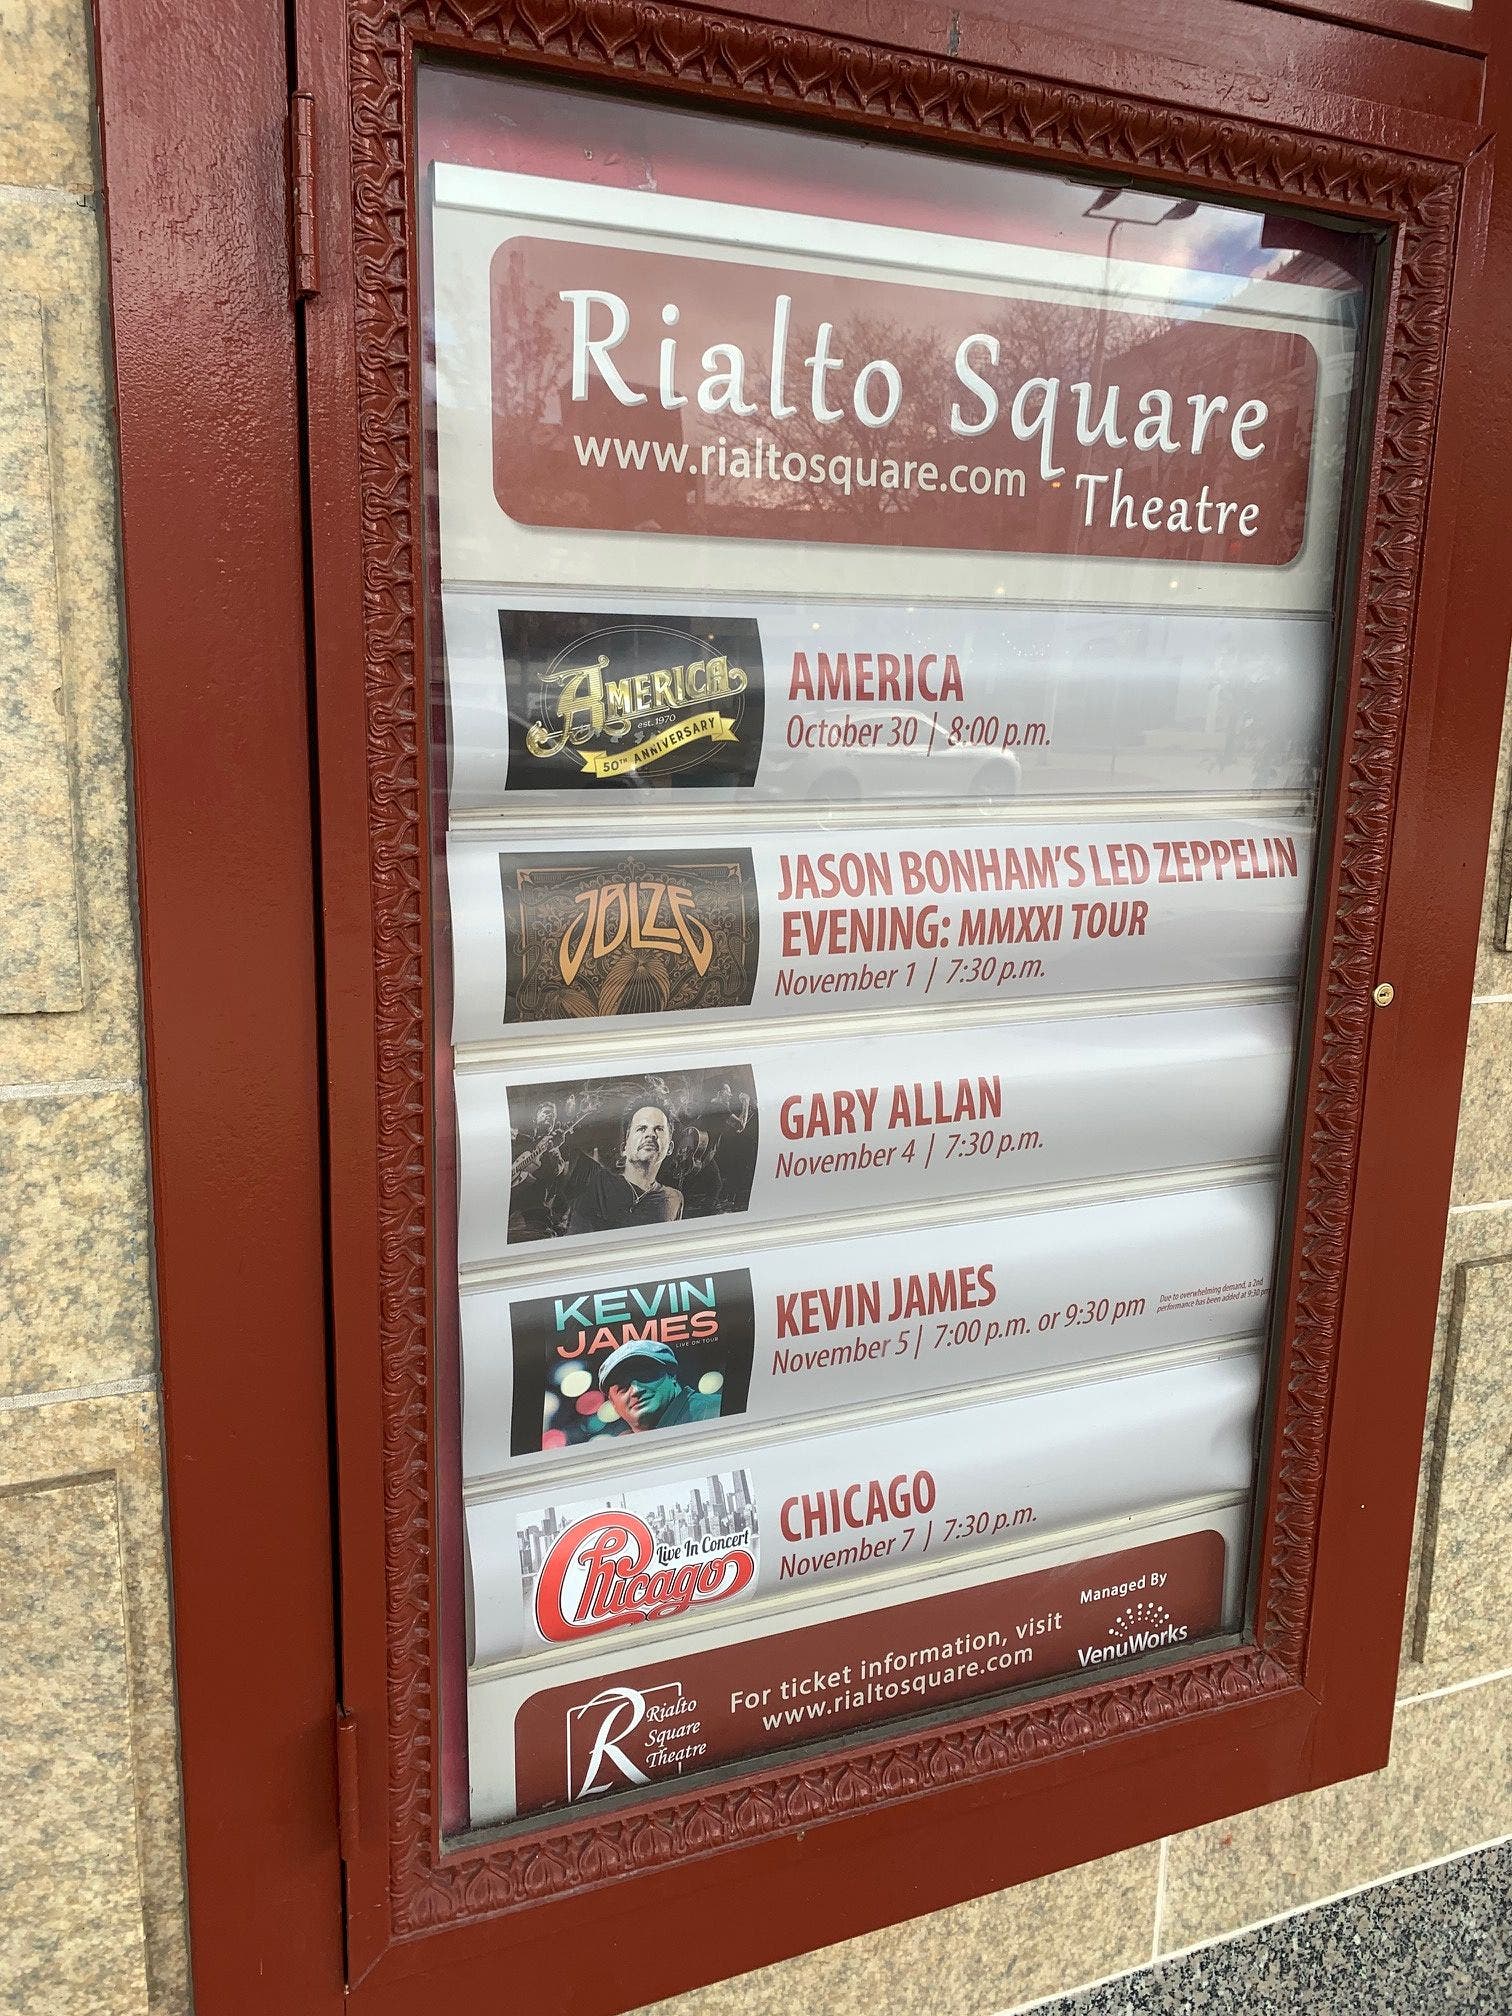 Rialto Square
www.rialtosquare.com
Theatre
AMERICA
est. 1970
50TH ANNIVERSARY
AMERICA
October 30 | 8:00 p.m.
JBLZE
JASON BONHAM'S LED ZEPPELIN
EVENING: MMXXI TOUR
November 1 | 7:30 p.m.
GARY ALLAN
November 4 | 7:30 p.m.
KEVIN
JAMES
LIVE ON TOUR
KEVIN JAMES
November 5 | 7:00 p.m. or 9:30 pm
Due to overwhelming demand, a 2nd
performance has been added at 9:30 pm
Chicago
Live In Concert
CHICAGO
November 7 | 7:30 p.m.
R
Rialto
Square
Theatre
For ticket information, visit
www.rialtosquare.com
Managed By
VenuWorks